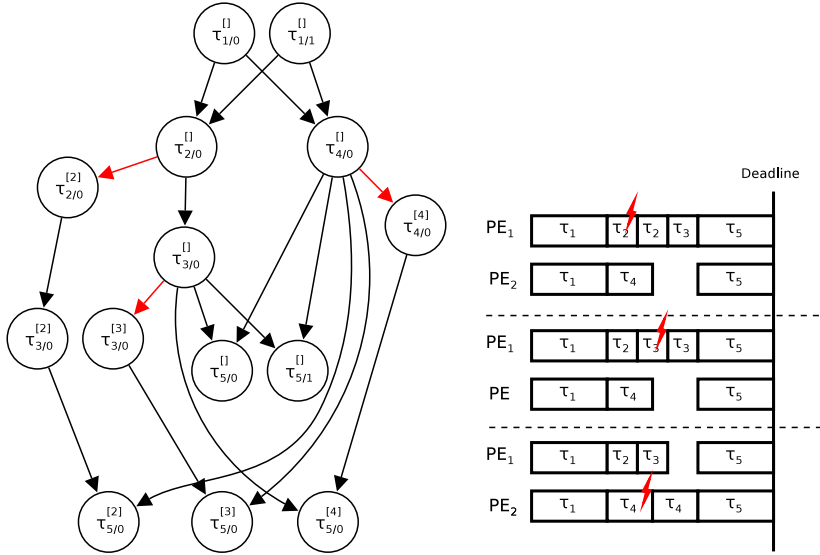 τ[]1/0 τ[]1/1
τ[]2/0 τ[]4/0
τ[2]2/0 τ[4]4/0
τ[]3/0
τ[2]3/0 τ[3]3/0
τ[]5/0 τ[]5/1
τ[2]5/0 τ[3]5/0 τ[4]5/0
Deadline
PE1 τ1 τ2 τ2 τ3 τ5
PE2 τ1 τ4 τ5
PE1 τ1 τ2 τ3 τ3 τ5
PE τ1 τ4 τ5
PE1 τ1 τ2 τ3 τ5
PE2 τ1 τ4 τ4 τ5